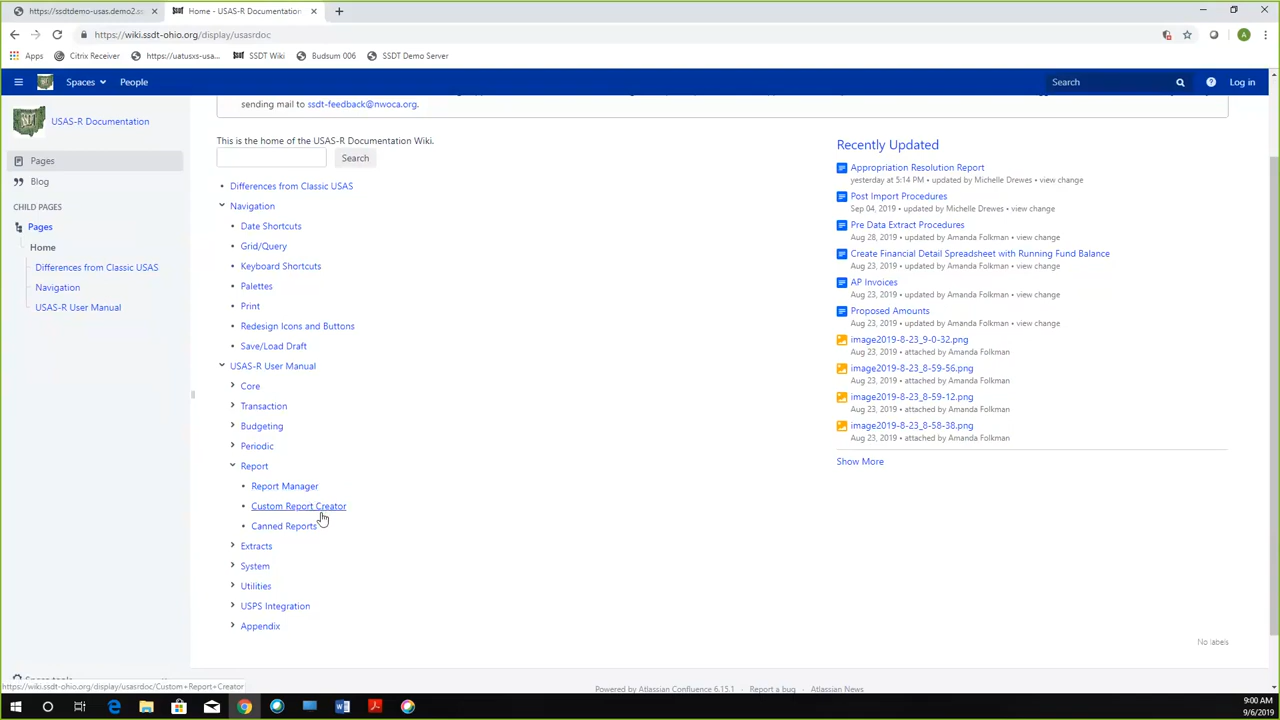 https://ssdtdemo-usas.demo2.ss
Home - USAS-R Documentation
https://wiki.ssdt-ohio.org/display/usasrdoc
A
Apps
Citrix Receiver
https://uatusxs-usa...
SSDT Wiki
Budsum 006
SSDT Demo Server
Spaces
People
Search
Log in
sending mail to ssdt-feedback@nwoca.org.
USAS-R Documentation
Pages
Blog
CHILD PAGES
Pages
Home
Differences from Classic USAS
Navigation
USAS-R User Manual
This is the home of the USAS-R Documentation Wiki.
Search
Differences from Classic USAS
Navigation
Date Shortcuts
Grid/Query
Keyboard Shortcuts
Palettes
Print
Redesign Icons and Buttons
Save/Load Draft
USAS-R User Manual
Core
Transaction
Budgeting
Periodic
Report
Report Manager
Custom Report Creator
Canned Reports
Extracts
System
Utilities
USPS Integration
Appendix
Recently Updated
Appropriation Resolution Report
yesterday at 5:14 PM • updated by Michelle Drewes • view change
Post Import Procedures
Sep 04, 2019 • updated by Michelle Drewes • view change
Pre Data Extract Procedures
Aug 28, 2019 • updated by Amanda Folkman • view change
Create Financial Detail Spreadsheet with Running Fund Balance
Aug 23, 2019 • updated by Amanda Folkman • view change
AP Invoices
Aug 23, 2019 • updated by Amanda Folkman • view change
Proposed Amounts
Aug 23, 2019 • updated by Amanda Folkman • view change
image2019-8-23_9-0-32.png
Aug 23, 2019 • attached by Amanda Folkman
image2019-8-23_8-59-56.png
Aug 23, 2019 • attached by Amanda Folkman
image2019-8-23_8-59-12.png
Aug 23, 2019 • attached by Amanda Folkman
image2019-8-23_8-58-38.png
Aug 23, 2019 • attached by Amanda Folkman
Show More
No labels
https://wiki.ssdt-ohio.org/display/usasrdoc/Custom+Report+Creator
Powered by Atlassian Confluence 6.15.1 • Report a bug • Atlassian News
9:00 AM
9/6/2019